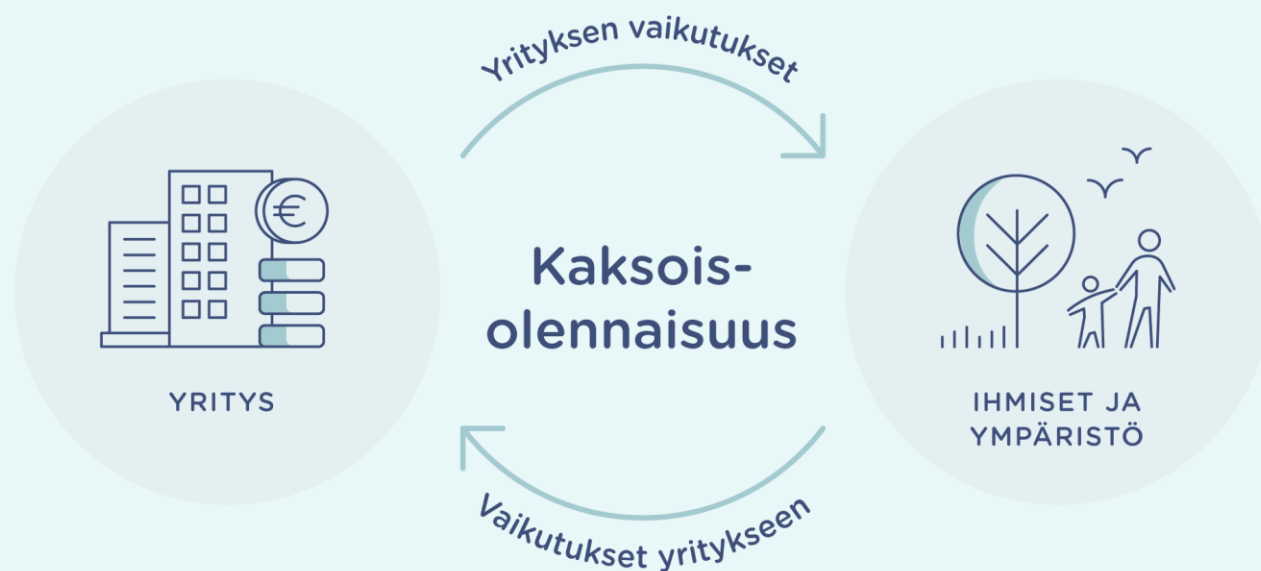 Yrityksen vaikutukset
€
Kaksois-
olennaisuus
YRITYS
IHMISET JA
YMPÄRISTÖ
Vaikutukset yritykseen